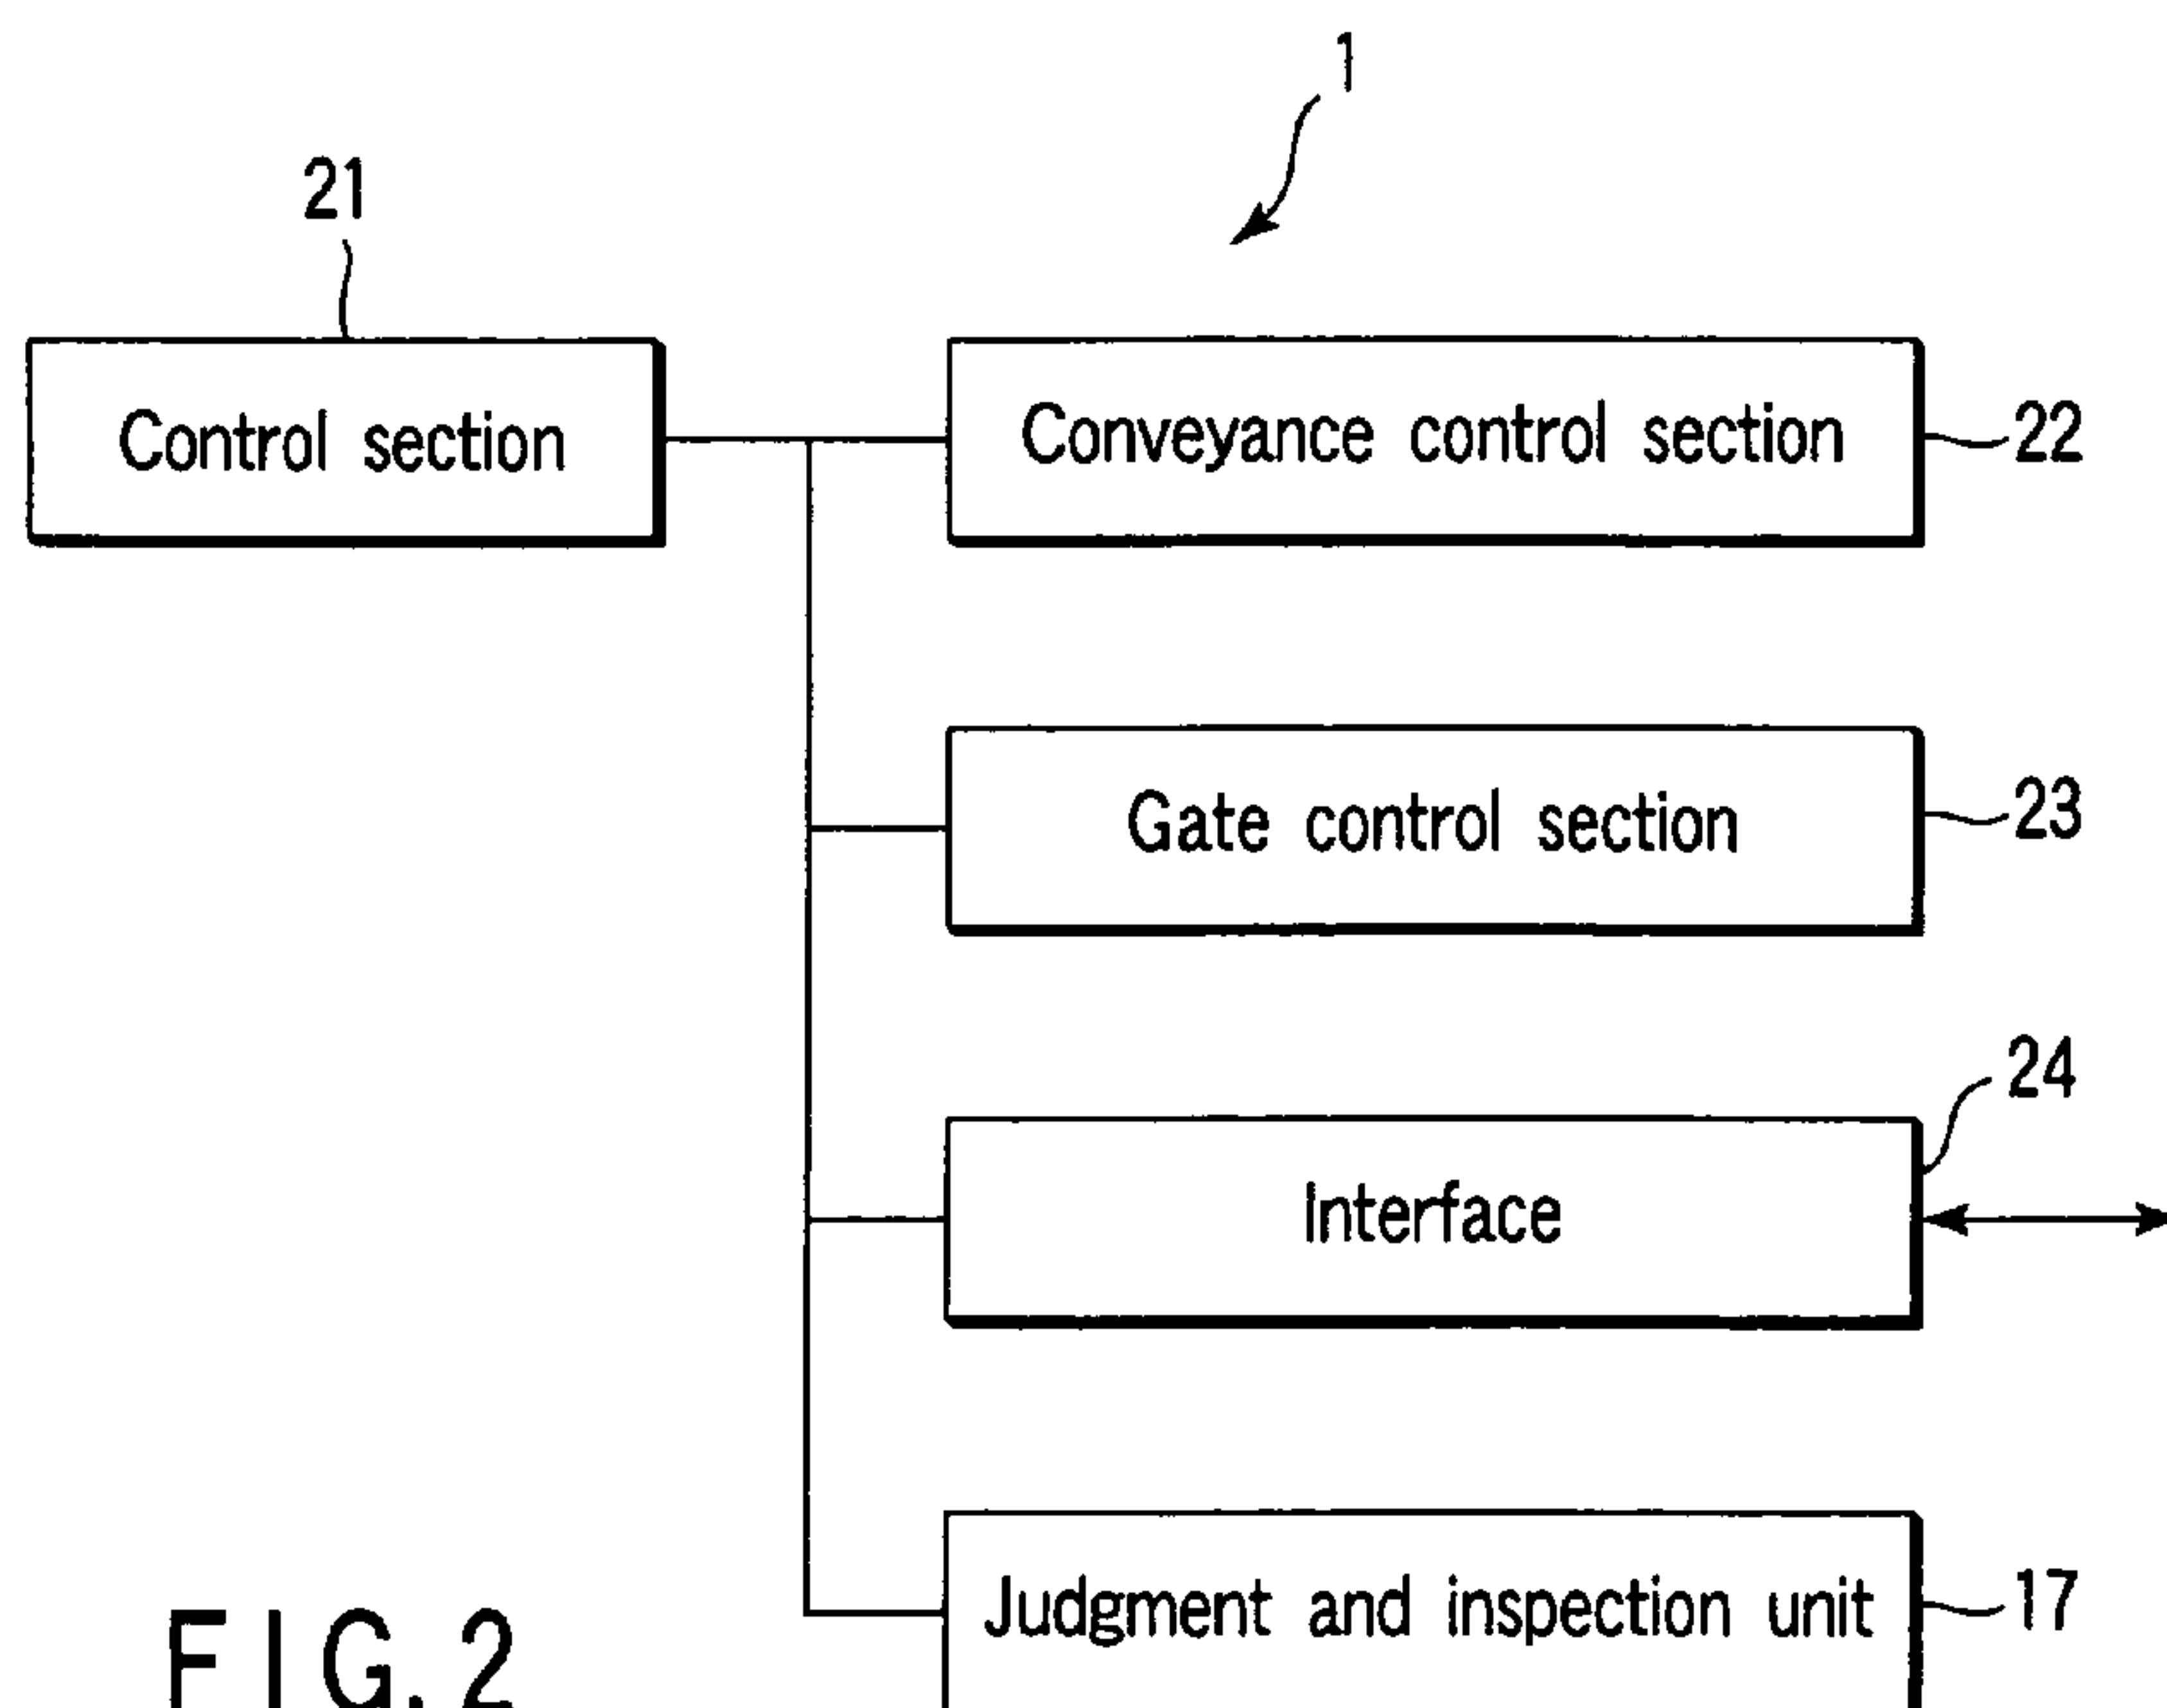 1
21
Control section
Conveyance control section
22
Gate control section
23
24
Interface
Judgment and inspection unit
17
FIG.2